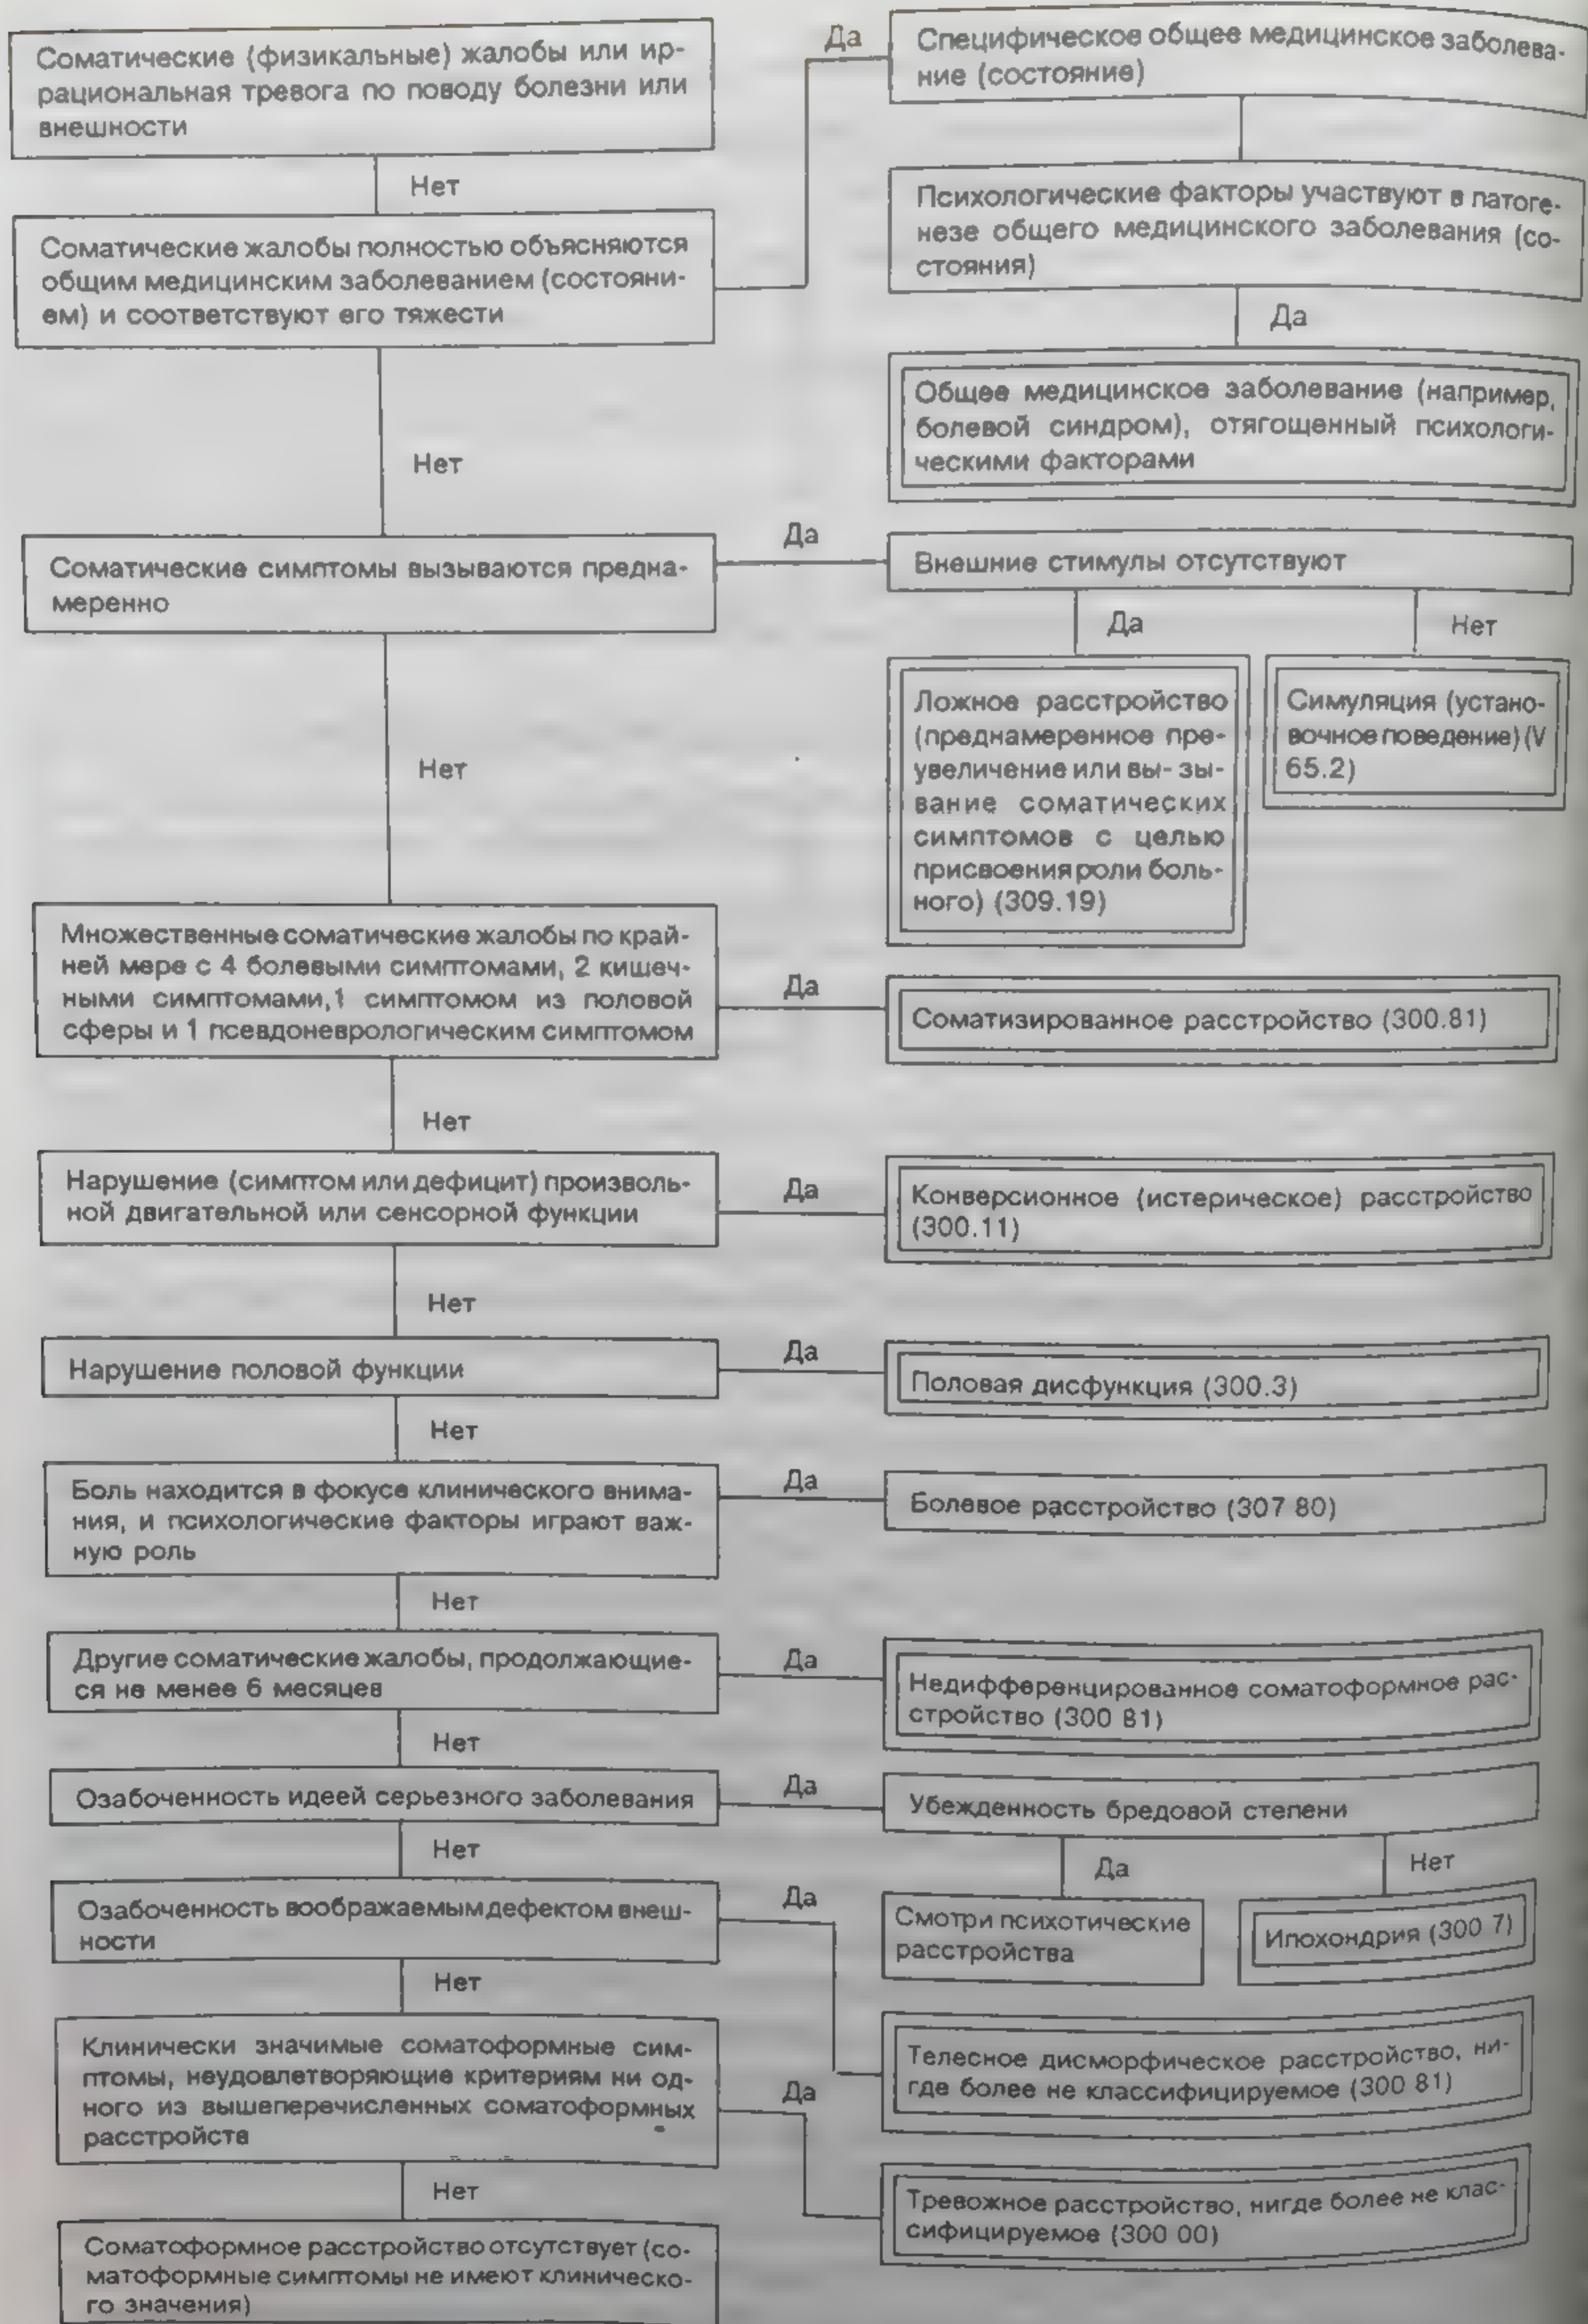 Соматические (физикальные) жалобы или ир-
рациональная тревога по поводу болезни или
внешности
Да
Специфическое общее медицинское заболева-
ние (состояние)
Нет
Психологические факторы участвуют в патоге-
незе общего медицинского заболевания (со-
стояния)
Соматические жалобы полностью объясняются
общим медицинским заболеванием (состояни-
ем) и соответствуют его тяжести
Да
Общее медицинское заболевание (например,
болевой синдром), отягощенный психологи-
ческими факторами
Нет
Соматические симптомы вызываются предна-
меренно
Да
Внешние стимулы отсутствуют
Да
Нет
Ложное расстройство
(преднамеренное пре-
увеличение или вы- зы-
вание соматических
симптомов с целью
присвоения роли боль-
ного) (309.19)
Симуляция (устано-
вочное поведение) (V
65.2)
Нет
Множественные соматические жалобы по край-
ней мере с 4 болевыми симптомами, 2 кишеч-
ными симптомами,1 симптомом из половой
сферы и 1 псевдоневрологическим симптомом
Да
Соматизированное расстройство (300.81)
Нет
Нарушение (симптом или дефицит) произволь-
ной двигательной или сенсорной функции
Да
Конверсионное (истерическое) расстройство
(300.11)
Нет
Нарушение половой функции
Да
Половая дисфункция (300.3)
Нет
Боль находится в фокусе клинического внима-
ния, и психологические факторы играют важ-
ную роль
Да
Болевое расстройство (307 80)
Нет
Другие соматические жалобы, продолжающие-
ся не менее 6 месяцев
Да
Недифференцированное соматоформное рас-
стройство (300 81)
Нет
Озабоченность идеей серьезного заболевания
Да
Убежденность бредовой степени
Нет
Да
Нет
Озабоченность воображаемым дефектом внеш-
ности
Да
Смотри психотические
расстройства
Ипохондрия (300 7)
Нет
Клинически значимые соматоформные сим-
птомы, неудовлетворяющие критериям ни од-
ного из вышеперечисленных соматоформных
расстройств
Да
Телесное дисморфическое расстройство, ни-
где более не классифицируемое (300 81)
Нет
Тревожное расстройство, нигде более не клас-
сифицируемое (300 00)
Соматоформное расстройство отсутствует (со-
матоформные симптомы не имеют клиническо-
го значения)